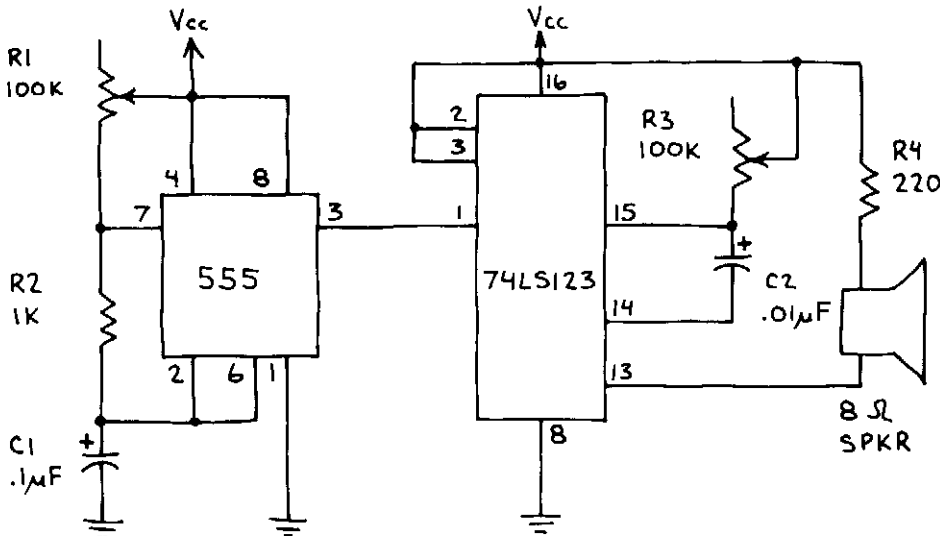 Vcc
R1
100K
4
8
7
3
555
R2
1K
2
6
1
C1
+
.1µF
Vcc
16
2
3
1
74LS123
15
14
13
8
R3
100K
+
C2
.01µF
R4
220
8 Ω
SPKR